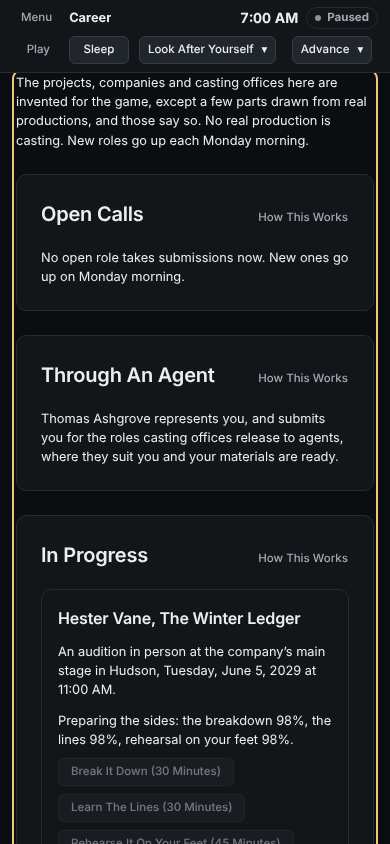 Menu Career 7:00 AM Paused
Play Sleep Look After Yourself ▾ Advance ▾
The projects, companies and casting offices here are
invented for the game, except a few parts drawn from real
productions, and those say so. No real production is
casting. New roles go up each Monday morning.
Open Calls How This Works
No open role takes submissions now. New ones go
up on Monday morning.
Through An Agent How This Works
Thomas Ashgrove represents you, and submits
you for the roles casting offices release to agents,
where they suit you and your materials are ready.
In Progress How This Works
Hester Vane, The Winter Ledger
An audition in person at the company’s main
stage in Hudson, Tuesday, June 5, 2029 at
11:00 AM.
Preparing the sides: the breakdown 98%, the
lines 98%, rehearsal on your feet 98%.
Break It Down (30 Minutes)
Learn The Lines (30 Minutes)
Rehearse It On Your Feet (45 Minutes)